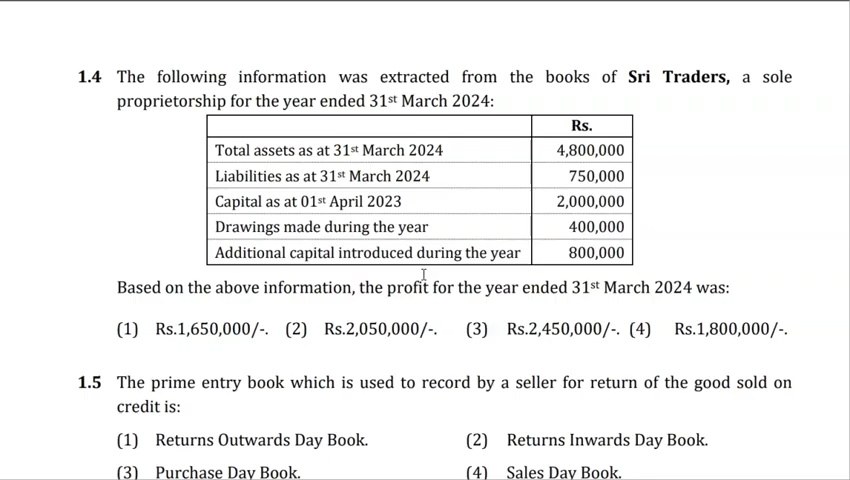 1.4 The following information was extracted from the books of Sri Traders, a sole
proprietorship for the year ended 31st March 2024:
Rs.
Total assets as at 31st March 2024 4,800,000
Liabilities as at 31st March 2024 750,000
Capital as at 01st April 2023 2,000,000
Drawings made during the year 400,000
Additional capital introduced during the year 800,000
Based on the above information, the profit for the year ended 31st March 2024 was:
(1) Rs.1,650,000/-. (2) Rs.2,050,000/-. (3) Rs.2,450,000/-. (4) Rs.1,800,000/-.
1.5 The prime entry book which is used to record by a seller for return of the good sold on
credit is:
(1) Returns Outwards Day Book. (2) Returns Inwards Day Book.
(3) Purchase Day Book. (4) Sales Day Book.